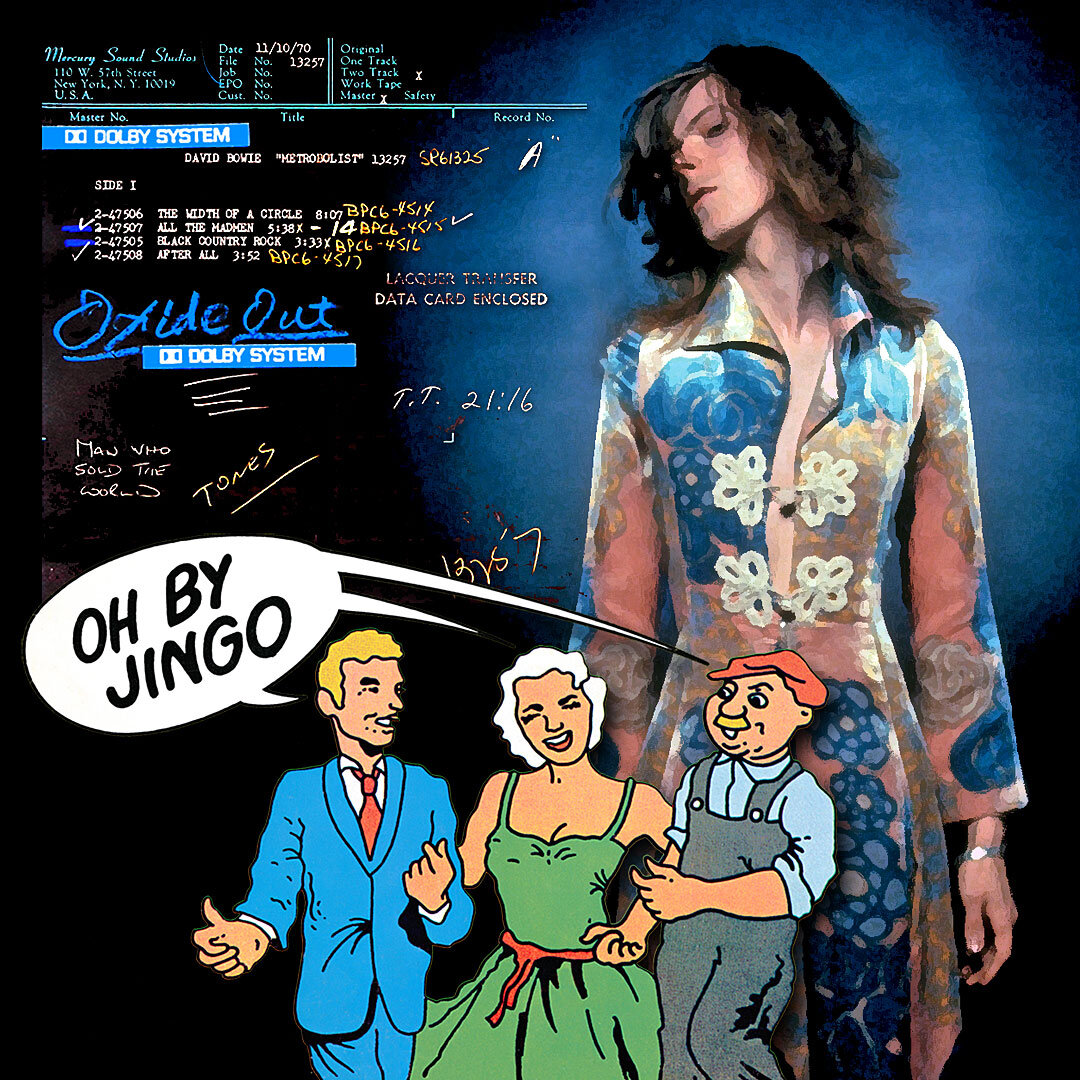 Mercury Sound Studios
110 W. 57th Street
New York, N. Y. 10019
U. S. A.
Date 11/10/70
File No. 13257
Job No.
EPO No.
Cust. No.
Original
One Track
Two Track X
Work Tape
Master X Safety
Master No. Title Record No.
DOLBY SYSTEM
DAVID BOWIE "METROBOLIST" 13257 SR61325 "A"
SIDE I
2-47506 THE WIDTH OF A CIRCLE 8:07 BPC6-4514
2-47507 ALL THE MADMEN 5:38X - 14 BPC6-4515
2-47505 BLACK COUNTRY ROCK 3:33X BPC6-4516
2-47508 AFTER ALL 3:52 BPC6-4517
LACQUER TRANSFER
DATA CARD ENCLOSED
Oxide Out
DOLBY SYSTEM
T.T. 21:16
MAN WHO
SOLD THE
WORLD
TONES
OH BY
JINGO